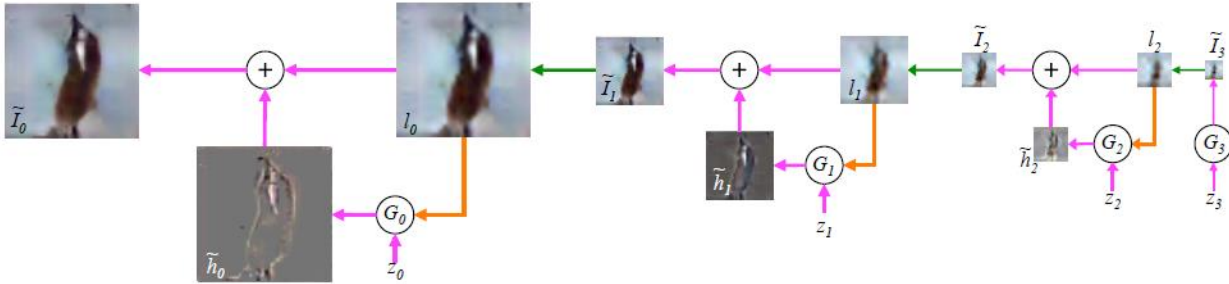 Ĩ₀
+
l₀
h̃₀
G₀
z₀
Ĩ₁
+
l₁
h̃₁
G₁
z₁
Ĩ₂
+
l₂
Ĩ₃
h̃₂
G₂
G₃
z₂
z₃